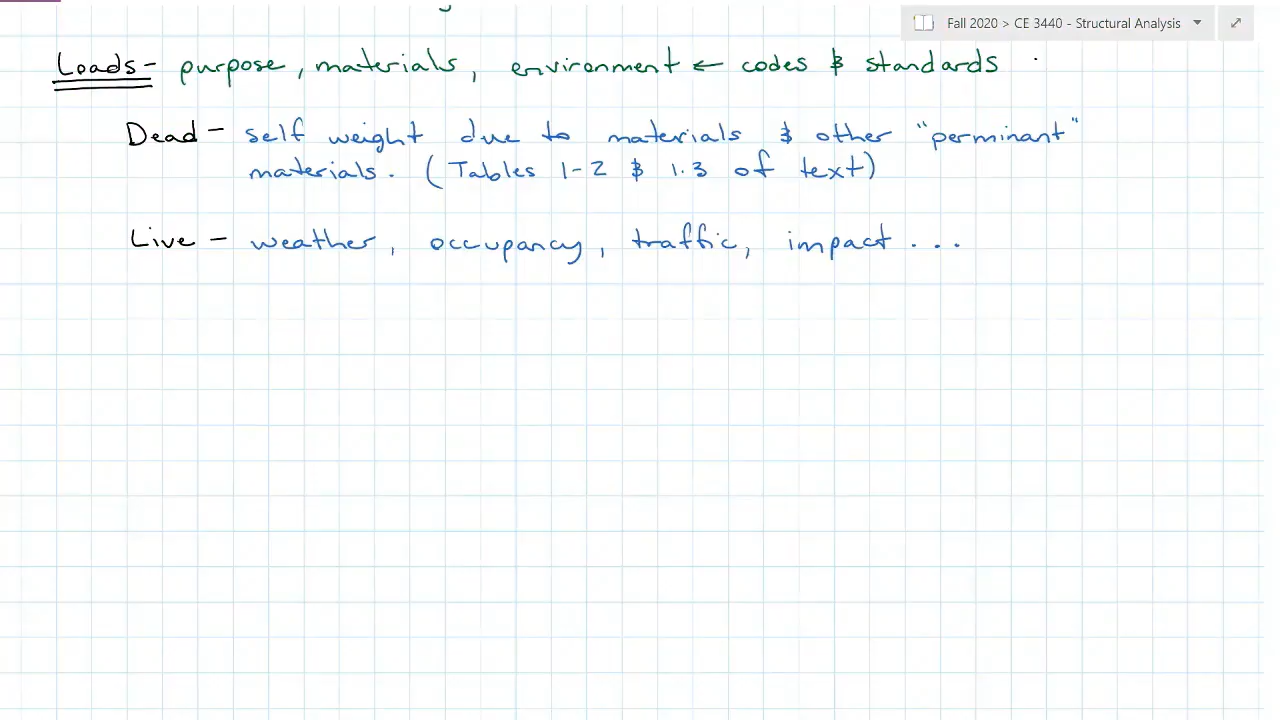 Fall 2020 > CE 3440 - Structural Analysis
Loads - purpose, materials, environment ← codes & standards
Dead - self weight due to materials & other "perminant"
materials. (Tables 1-2 & 1.3 of text)
Live - weather, occupancy, traffic, impact ...